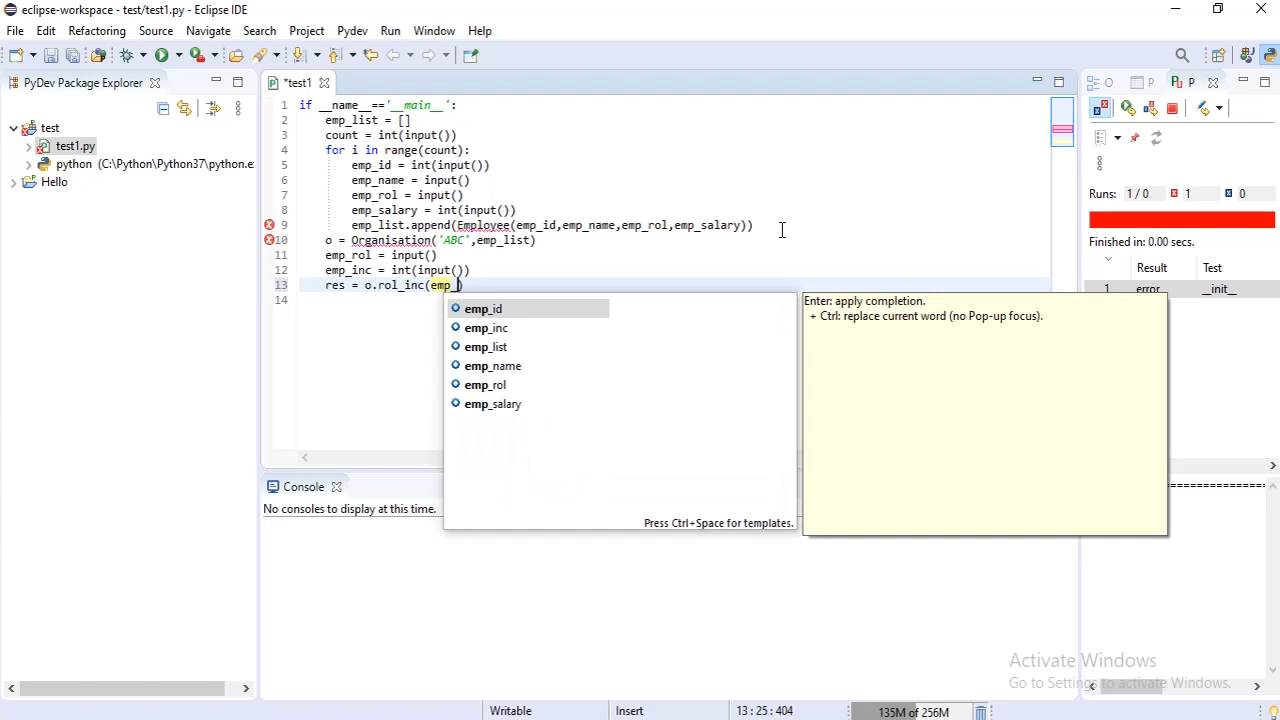 eclipse-workspace - test/test1.py - Eclipse IDE
File Edit Refactoring Source Navigate Search Project Pydev Run Window Help
PyDev Package Explorer
*test1
O P P
test
test1.py
python (C:\Python\Python37\python.e
Hello
1 if __name__=='__main__':
2 emp_list = []
3 count = int(input())
4 for i in range(count):
5 emp_id = int(input())
6 emp_name = input()
7 emp_rol = input()
8 emp_salary = int(input())
9 emp_list.append(Employee(emp_id,emp_name,emp_rol,emp_salary))
10 o = Organisation('ABC',emp_list)
11 emp_rol = input()
12 emp_inc = int(input())
13 res = o.rol_inc(emp_)
14
emp_id
emp_inc
emp_list
emp_name
emp_rol
emp_salary
Press Ctrl+Space for templates.
Enter: apply completion.
+ Ctrl: replace current word (no Pop-up focus).
Runs: 1 / 0 1 0
Finished in: 0.00 secs.
Result Test
1 error __init__
==================
Console
No consoles to display at this time.
Activate Windows
Go to Settings to activate Windows.
Writable Insert 13 : 25 : 404 135M of 256M